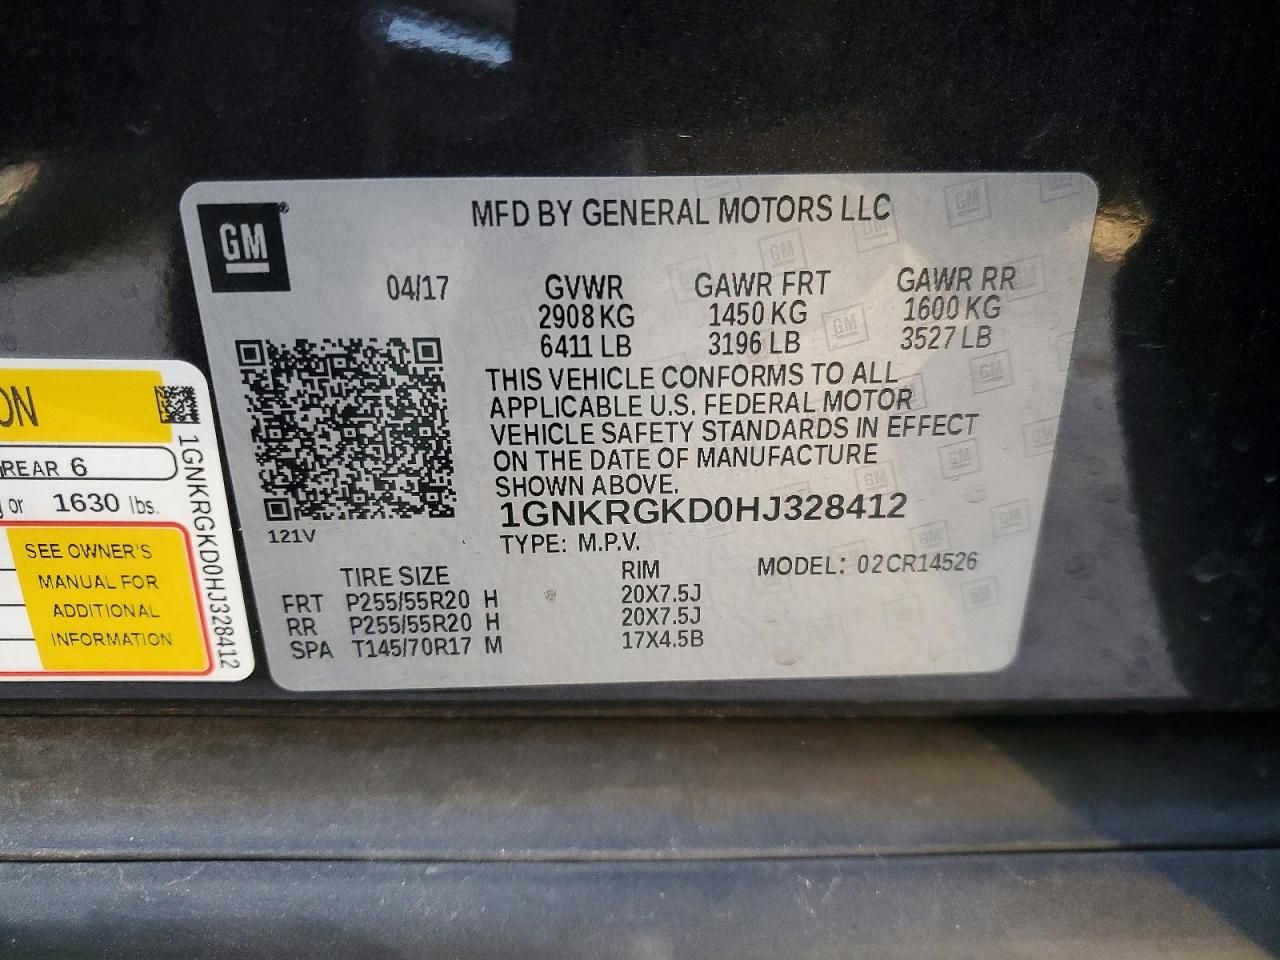 GM®
MFD BY GENERAL MOTORS LLC
04/17 GVWR GAWR FRT GAWR RR
2908 KG 1450 KG 1600 KG
6411 LB 3196 LB 3527 LB
THIS VEHICLE CONFORMS TO ALL
APPLICABLE U.S. FEDERAL MOTOR
VEHICLE SAFETY STANDARDS IN EFFECT
ON THE DATE OF MANUFACTURE
SHOWN ABOVE.
1GNKRGKD0HJ328412
121V
TYPE: M.P.V.
MODEL: 02CR14526
TIRE SIZE RIM
FRT P255/55R20 H 20X7.5J
RR P255/55R20 H 20X7.5J
SPA T145/70R17 M 17X4.5B
ON
REAR 6
or 1630 lbs.
SEE OWNER'S
MANUAL FOR
ADDITIONAL
INFORMATION
1GNKRGKD0HJ328412